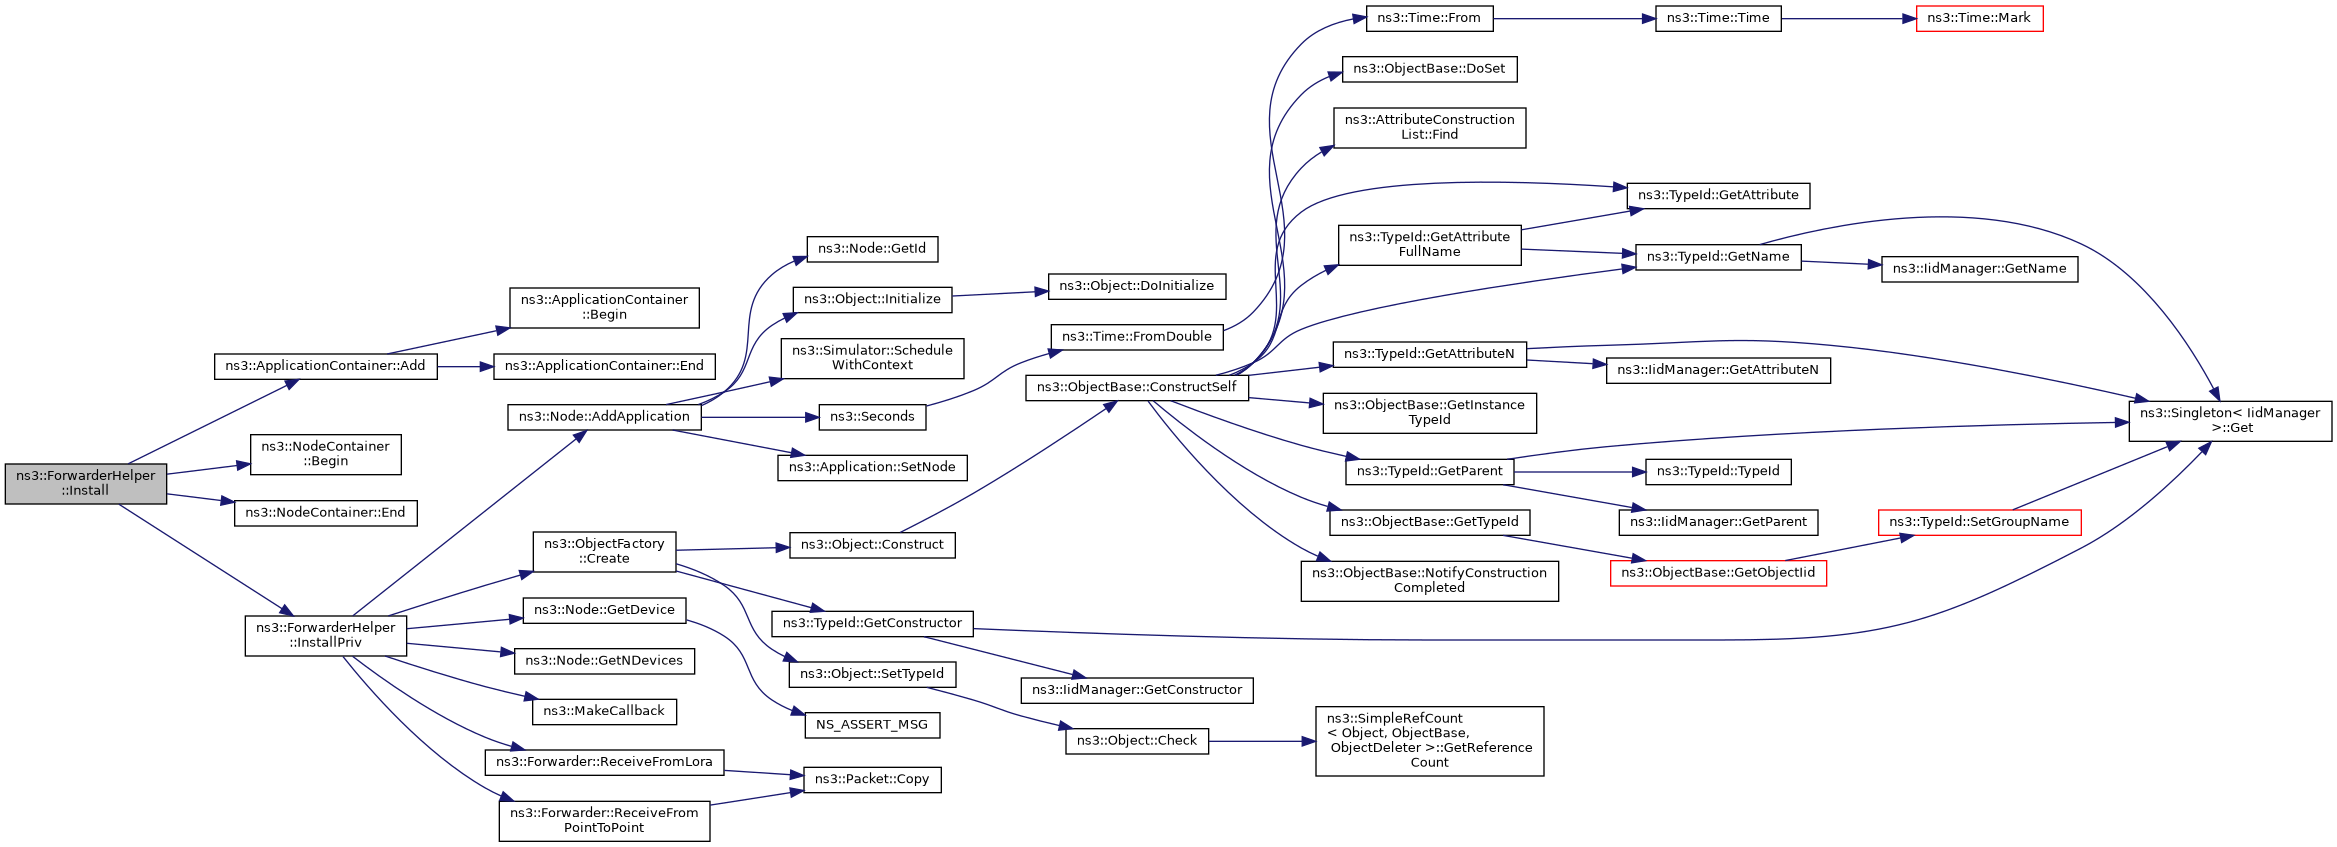 ns3::ForwarderHelper
::Install
ns3::ApplicationContainer::Add
ns3::NodeContainer
::Begin
ns3::NodeContainer::End
ns3::ForwarderHelper
::InstallPriv
ns3::ApplicationContainer
::Begin
ns3::ApplicationContainer::End
ns3::Node::AddApplication
ns3::ObjectFactory
::Create
ns3::Node::GetDevice
ns3::Node::GetNDevices
ns3::MakeCallback
ns3::Forwarder::ReceiveFromLora
ns3::Forwarder::ReceiveFrom
PointToPoint
ns3::Node::GetId
ns3::Object::Initialize
ns3::Simulator::Schedule
WithContext
ns3::Seconds
ns3::Application::SetNode
ns3::Object::Construct
ns3::TypeId::GetConstructor
ns3::Object::SetTypeId
NS_ASSERT_MSG
ns3::Packet::Copy
ns3::Object::DoInitialize
ns3::Time::FromDouble
ns3::ObjectBase::ConstructSelf
ns3::IidManager::GetConstructor
ns3::Object::Check
ns3::Time::From
ns3::ObjectBase::DoSet
ns3::AttributeConstruction
List::Find
ns3::TypeId::GetAttribute
FullName
ns3::TypeId::GetAttributeN
ns3::ObjectBase::GetInstance
TypeId
ns3::TypeId::GetParent
ns3::ObjectBase::GetTypeId
ns3::ObjectBase::NotifyConstruction
Completed
ns3::SimpleRefCount
< Object, ObjectBase,
ObjectDeleter >::GetReference
Count
ns3::Time::Time
ns3::TypeId::GetAttribute
ns3::TypeId::GetName
ns3::IidManager::GetAttributeN
ns3::TypeId::TypeId
ns3::IidManager::GetParent
ns3::ObjectBase::GetObjectIid
ns3::Time::Mark
ns3::IidManager::GetName
ns3::TypeId::SetGroupName
ns3::Singleton< IidManager
>::Get